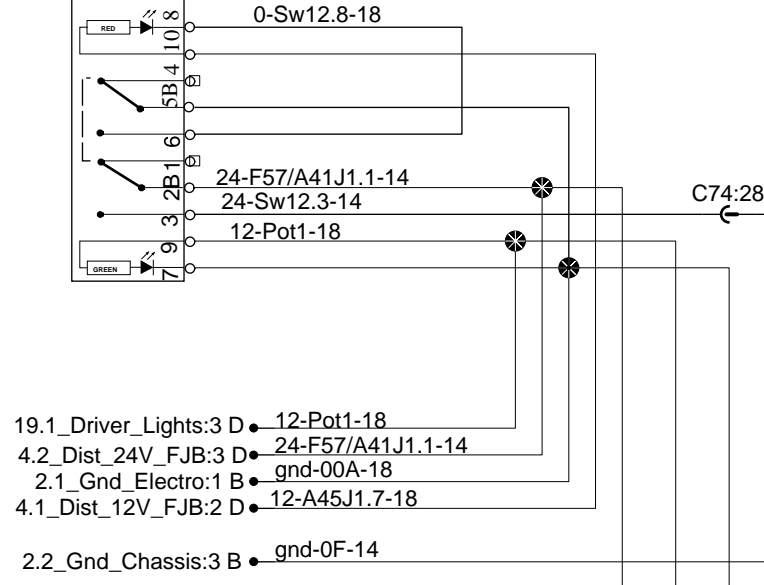 8 0-Sw12.8-18
RED
10
4
5B
6
1
2B 24-F57/A41J1.1-14
24-Sw12.3-14 C74:28
3
12-Pot1-18
9
GREEN
7
19.1_Driver_Lights:3 D 12-Pot1-18
4.2_Dist_24V_FJB:3 D 24-F57/A41J1.1-14
2.1_Gnd_Electro:1 B gnd-00A-18
4.1_Dist_12V_FJB:2 D 12-A45J1.7-18
2.2_Gnd_Chassis:3 B gnd-0F-14